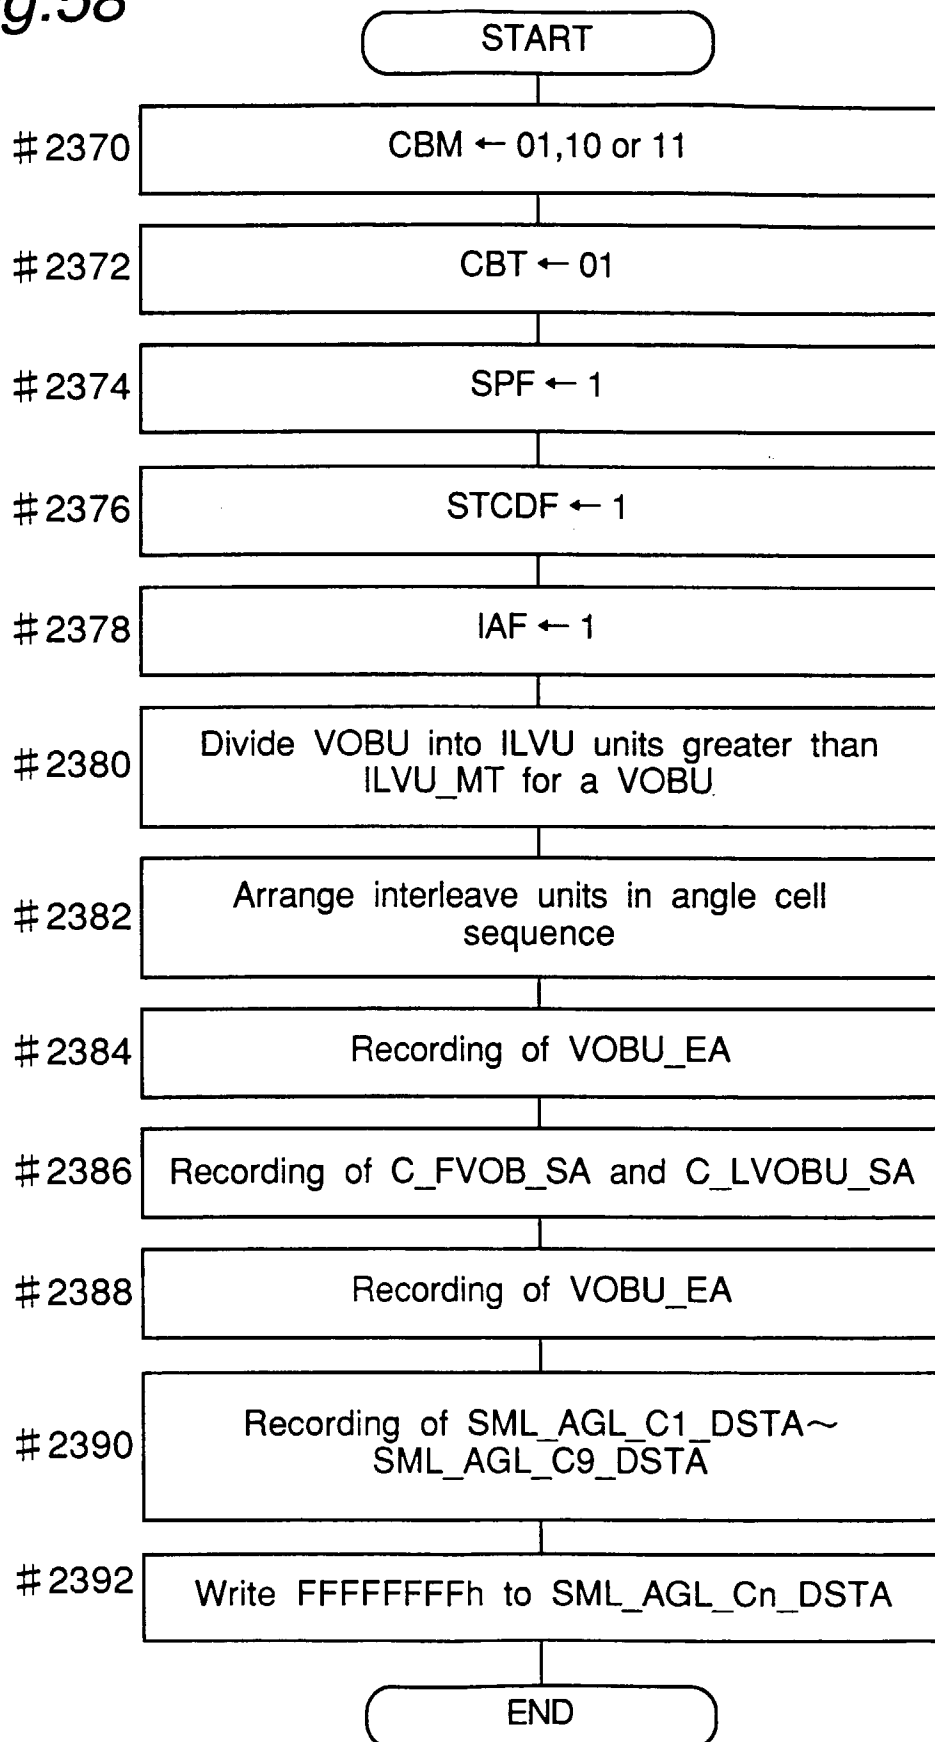 g.58
START
#2370 CBM ← 01,10 or 11
#2372 CBT ← 01
#2374 SPF ← 1
#2376 STCDF ← 1
#2378 IAF ← 1
#2380 Divide VOBU into ILVU units greater than
ILVU_MT for a VOBU
#2382 Arrange interleave units in angle cell
sequence
#2384 Recording of VOBU_EA
#2386 Recording of C_FVOB_SA and C_LVOBU_SA
#2388 Recording of VOBU_EA
#2390 Recording of SML_AGL_C1_DSTA~
SML_AGL_C9_DSTA
#2392 Write FFFFFFFFh to SML_AGL_Cn_DSTA
END